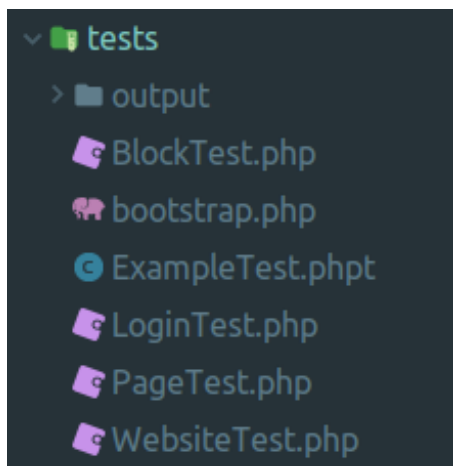 tests
output
BlockTest.php
bootstrap.php
ExampleTest.phpt
LoginTest.php
PageTest.php
WebsiteTest.php